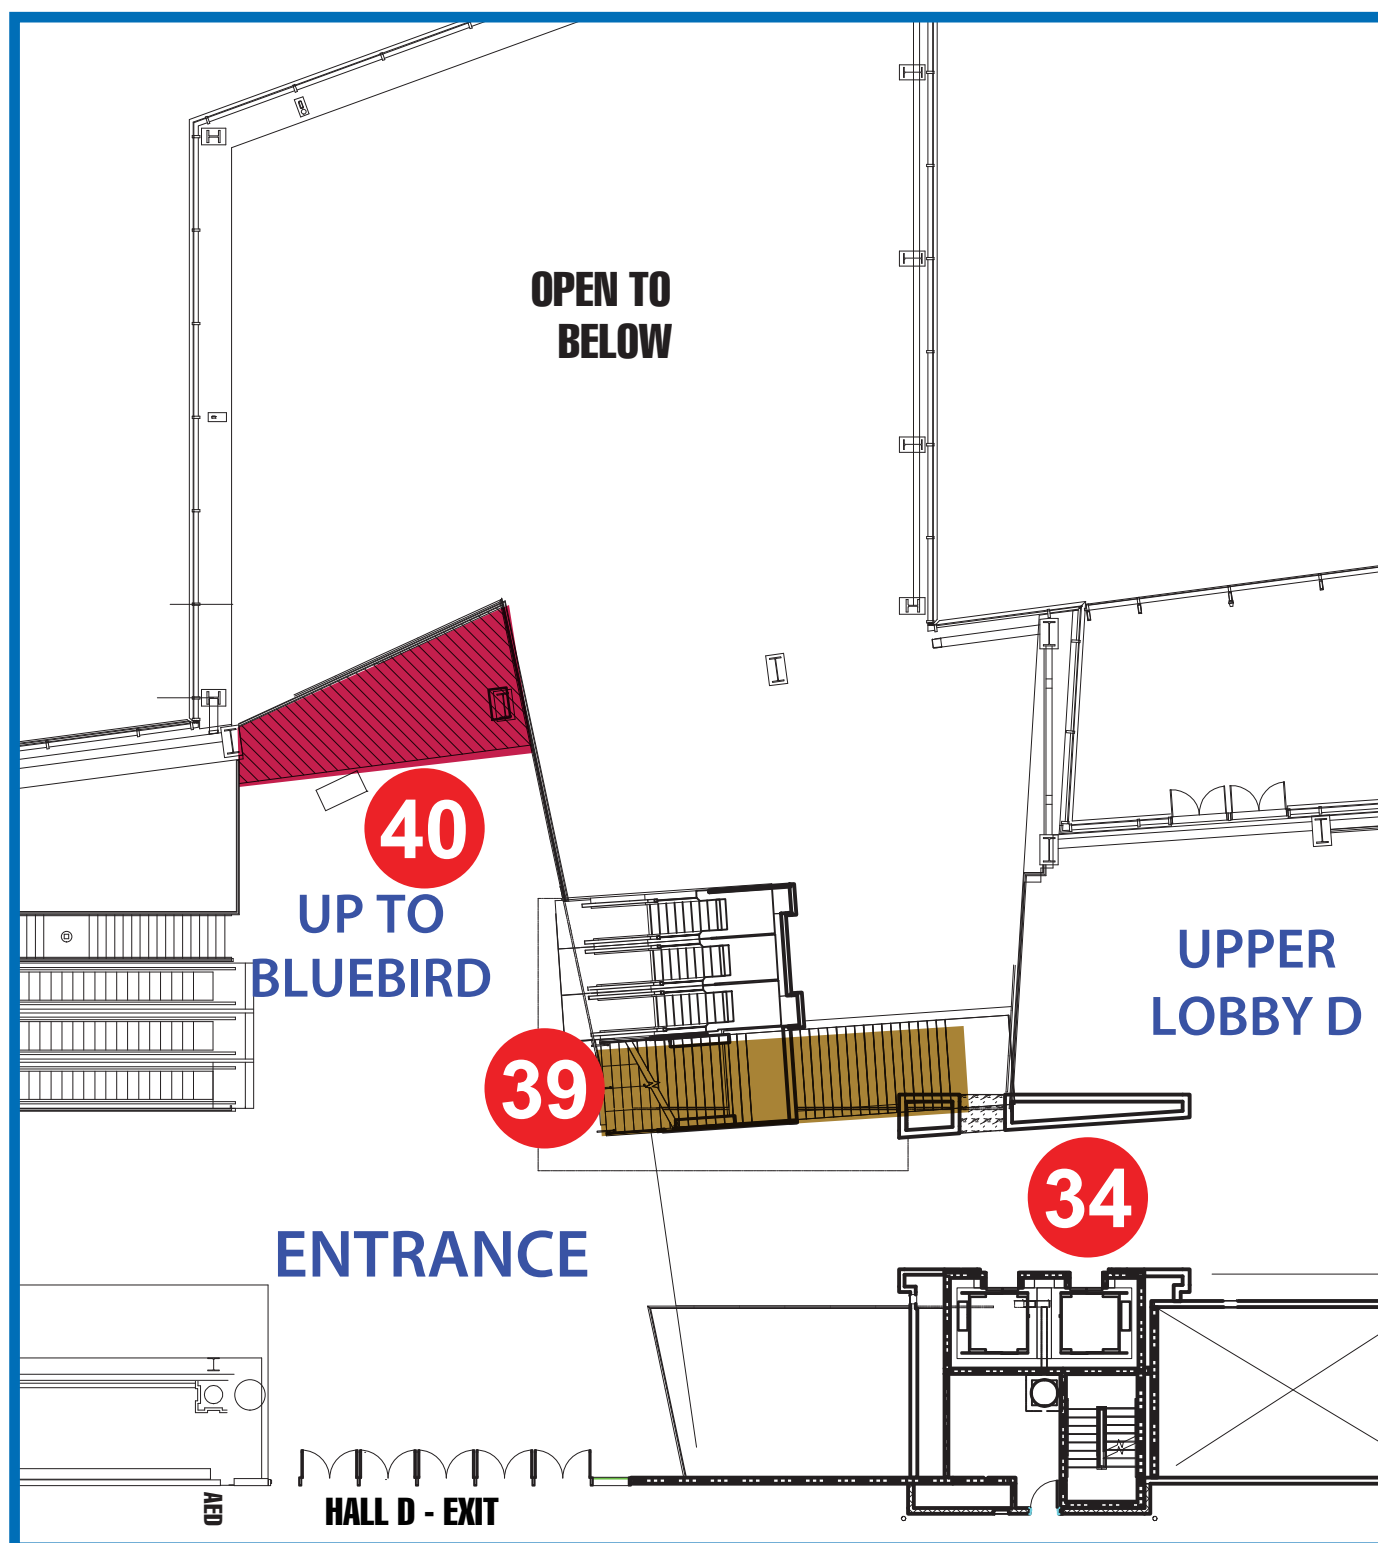 OPEN TO
BELOW
40
UP TO
BLUEBIRD
UPPER
LOBBY D
39
34
ENTRANCE
AED
HALL D - EXIT